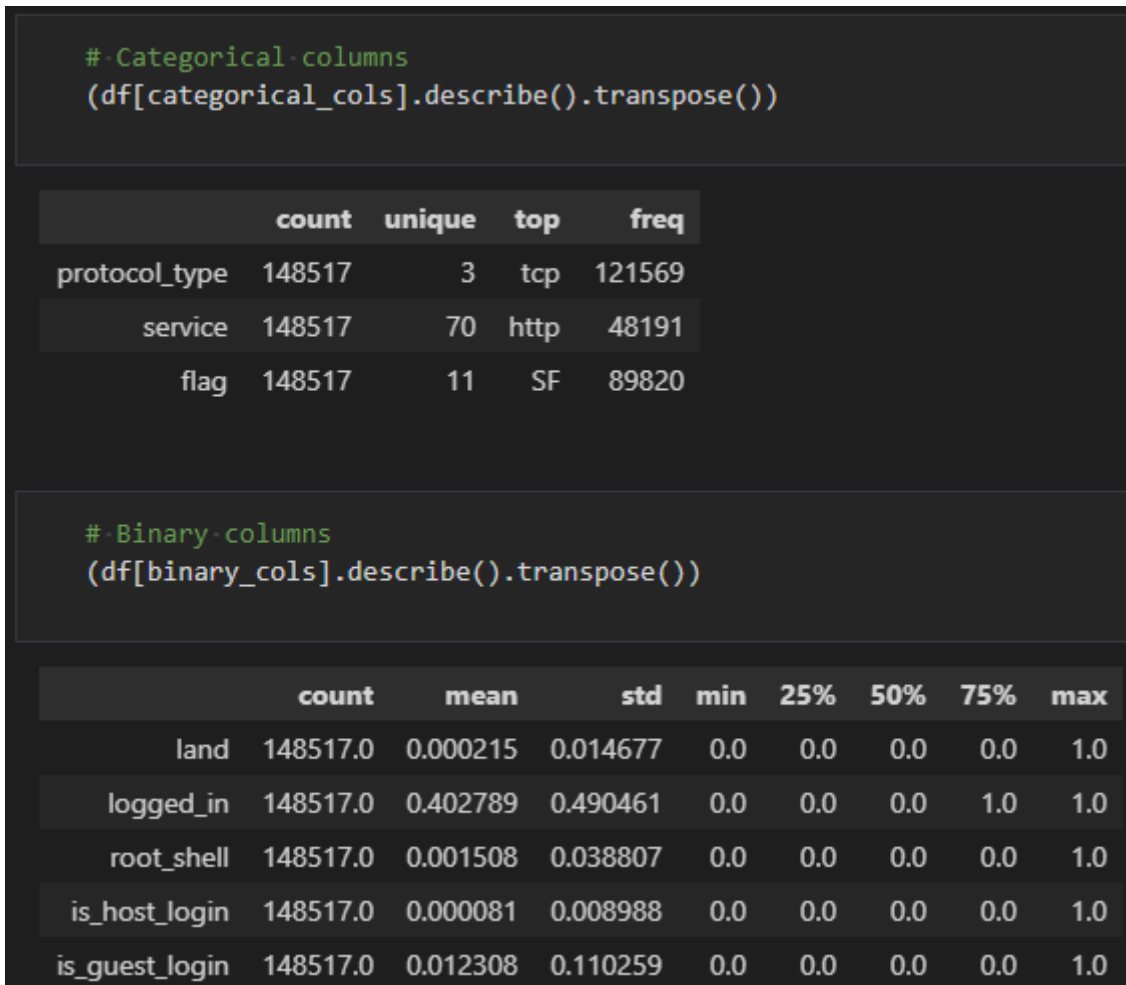 # Categorical columns
(df[categorical_cols].describe().transpose())
count unique top freq
protocol_type 148517 3 tcp 121569
service 148517 70 http 48191
flag 148517 11 SF 89820
# Binary columns
(df[binary_cols].describe().transpose())
count mean std min 25% 50% 75% max
land 148517.0 0.000215 0.014677 0.0 0.0 0.0 0.0 1.0
logged_in 148517.0 0.402789 0.490461 0.0 0.0 0.0 1.0 1.0
root_shell 148517.0 0.001508 0.038807 0.0 0.0 0.0 0.0 1.0
is_host_login 148517.0 0.000081 0.008988 0.0 0.0 0.0 0.0 1.0
is_guest_login 148517.0 0.012308 0.110259 0.0 0.0 0.0 0.0 1.0